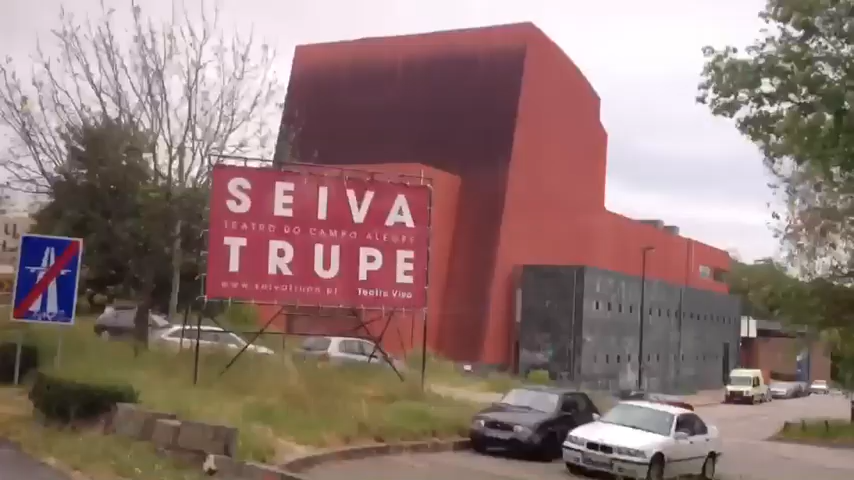 SEIVA
TEATRO DO CAMPO ALEGRE
TRUPE
www.seivatrupe.pt Teatro Vivo